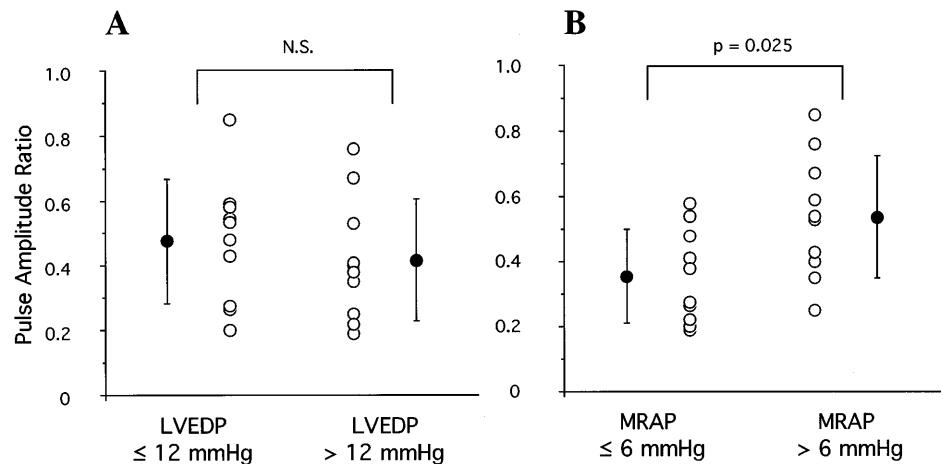 A
N.S.
Pulse Amplitude Ratio
1.0
0.8
0.6
0.4
0.2
0
LVEDP
≤ 12 mmHg
LVEDP
> 12 mmHg
B
p = 0.025
1.0
0.8
0.6
0.4
0.2
0
MRAP
≤ 6 mmHg
MRAP
> 6 mmHg